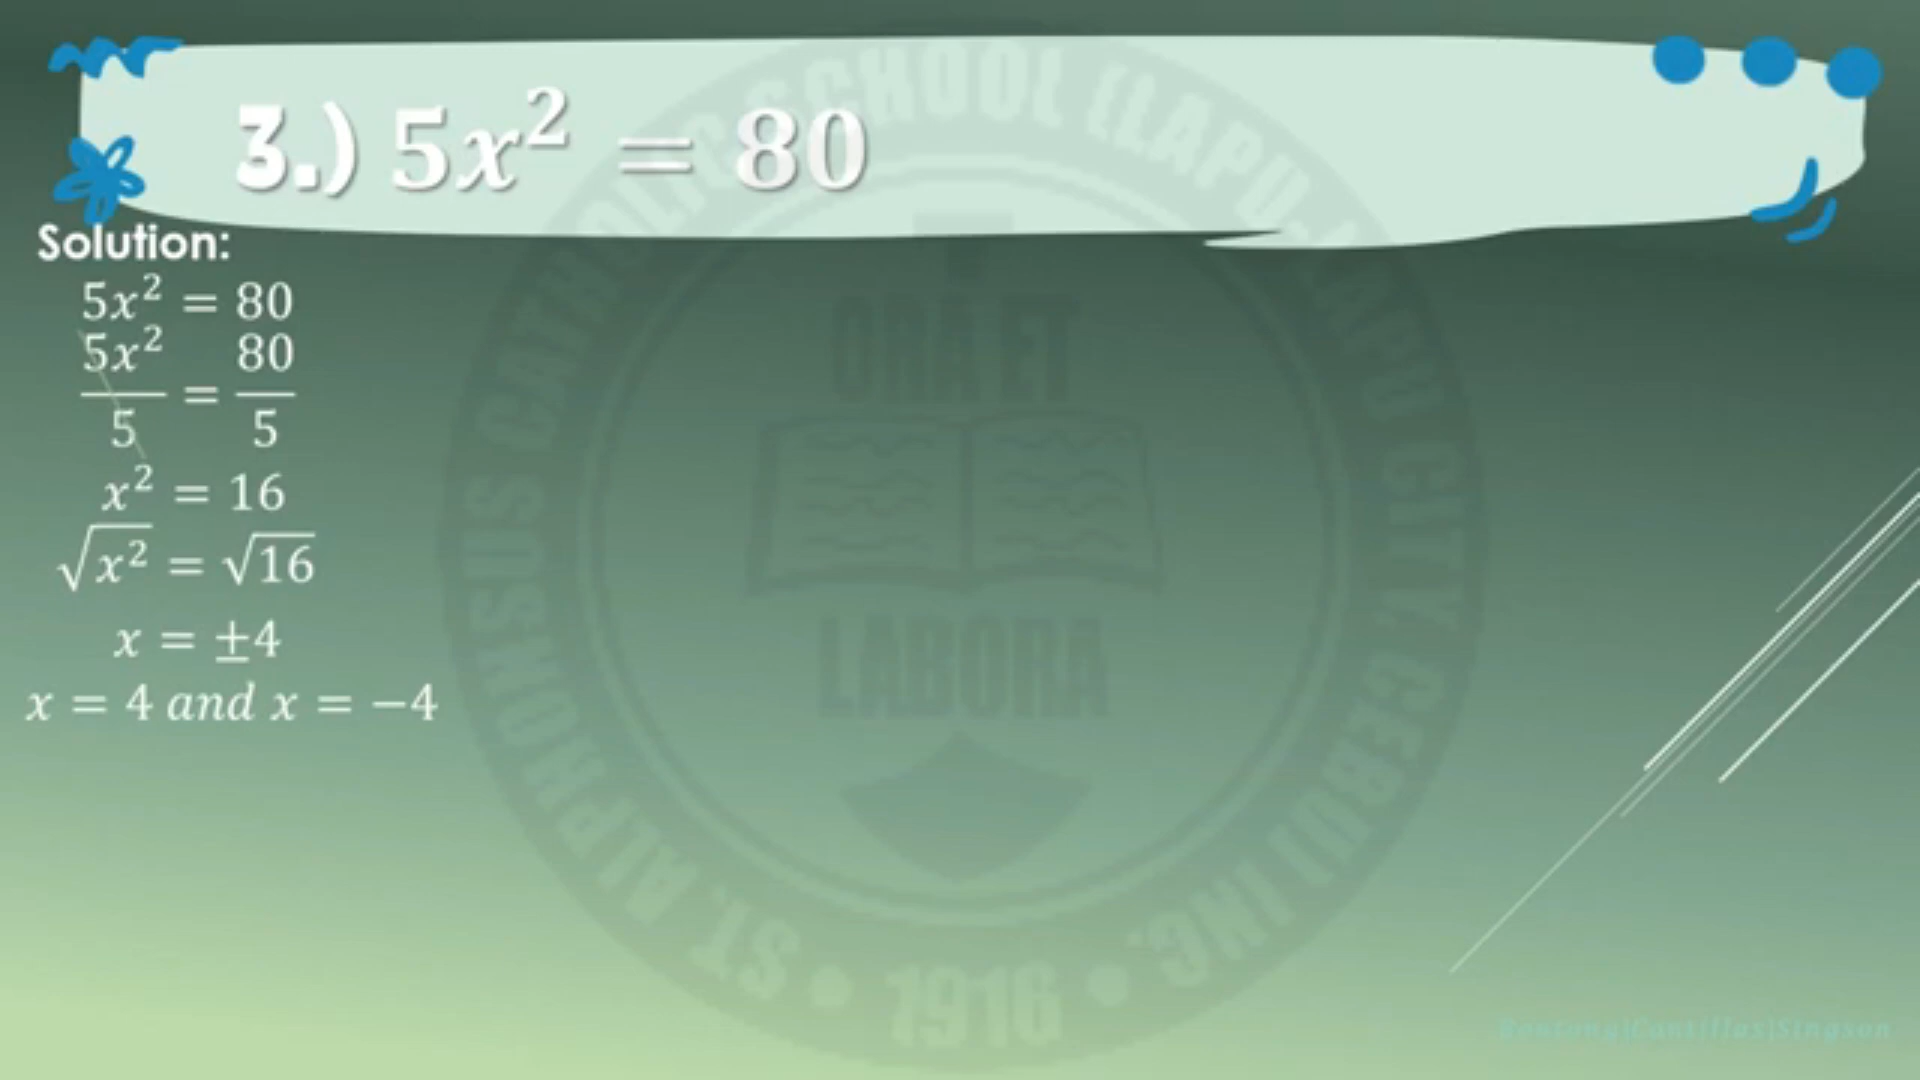 3.) 5x² = 80
Solution:
5x² = 80
5x²/5 = 80/5
x² = 16
√x² = √16
x = ±4
x = 4 and x = −4
ST. ALPHONSUS CATHOLIC SCHOOL (LAPU-LAPU CITY CEBU) INC.
ORA ET
LABORA
1916